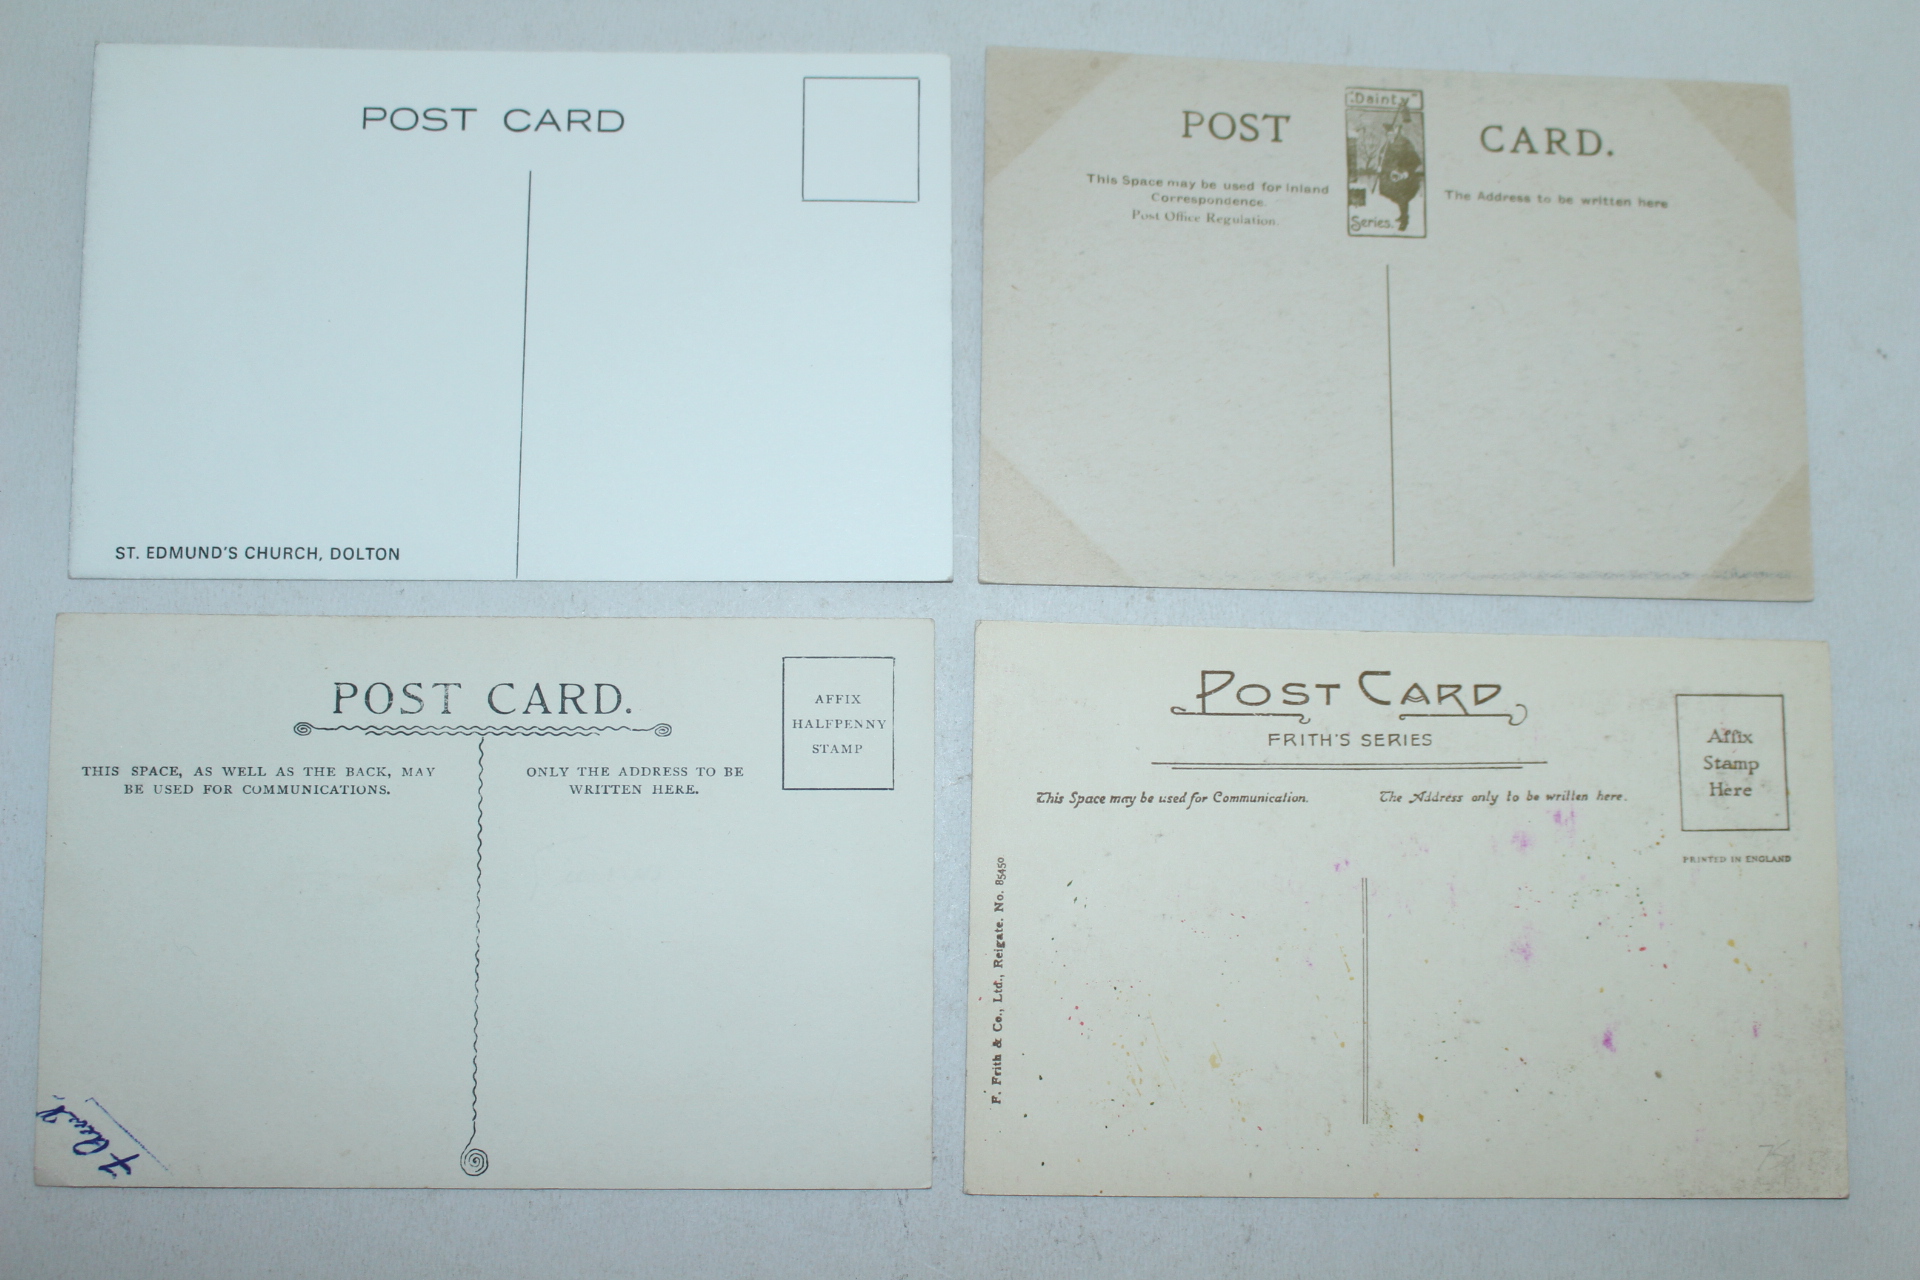 POST CARD
ST. EDMUND'S CHURCH, DOLTON
POST CARD.
"Dainty"
Series.
This Space may be used for Inland
Correspondence.
Post Office Regulation.
The Address to be written here
POST CARD.
AFFIX
HALFPENNY
STAMP
THIS SPACE, AS WELL AS THE BACK, MAY
BE USED FOR COMMUNICATIONS.
ONLY THE ADDRESS TO BE
WRITTEN HERE.
POST CARD
FRITH'S SERIES
This Space may be used for Communication.
The Address only to be written here.
Affix
Stamp
Here
PRINTED IN ENGLAND
F. Frith & Co., Ltd., Reigate. No. 85450